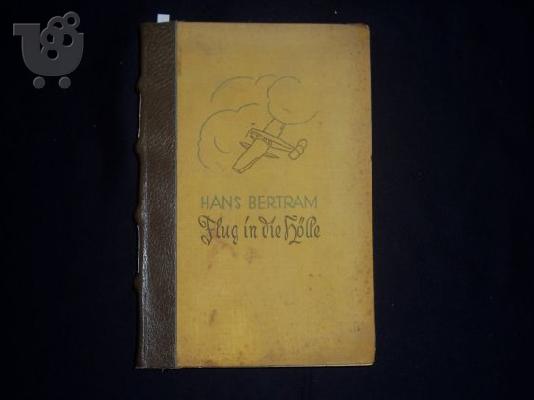 HANS BERTRAM
Flug in die Hölle